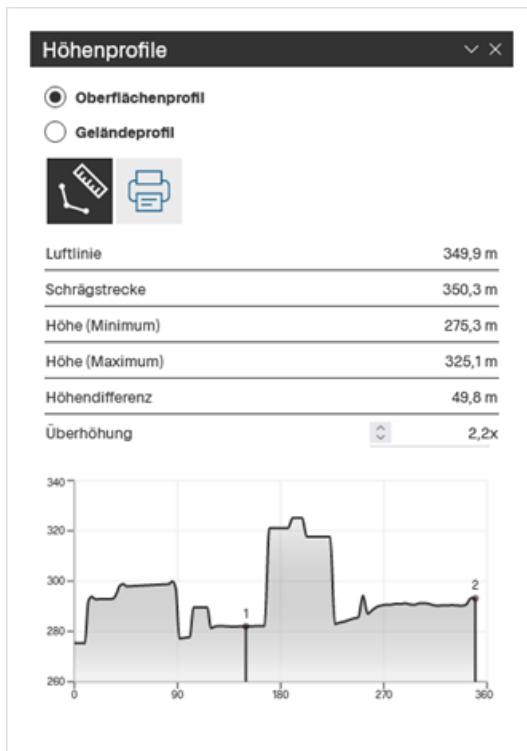 Höhenprofile
Oberflächenprofil
Geländeprofil
Luftlinie 349,9 m
Schrägstrecke 350,3 m
Höhe (Minimum) 275,3 m
Höhe (Maximum) 325,1 m
Höhendifferenz 49,8 m
Überhöhung 2,2x
340
320
300
280
260
1
2
0 90 180 270 360